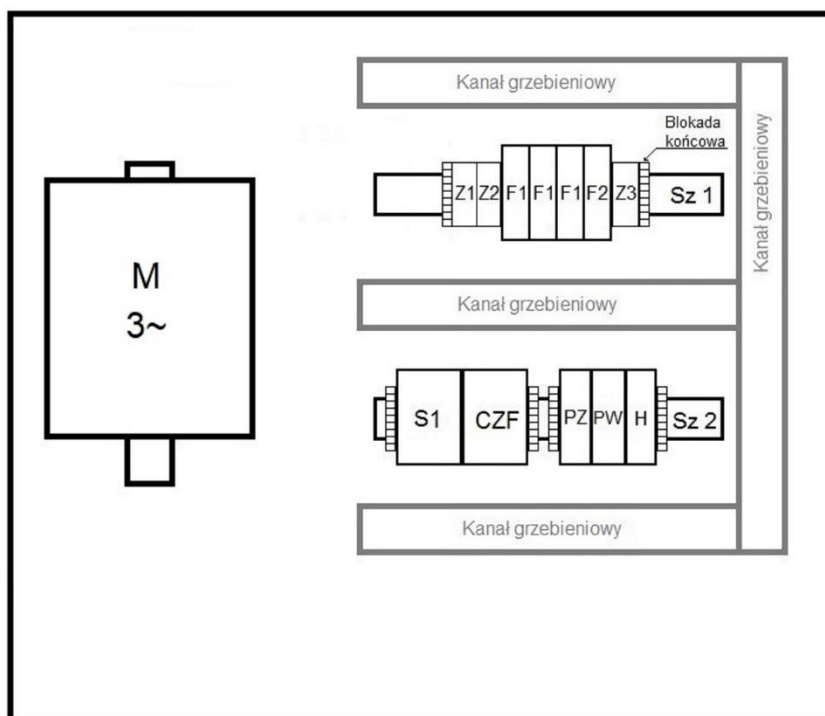 Kanał grzebieniowy
Blokada
końcowa
Z1 Z2 F1 F1 F1 F2 Z3 Sz 1
Kanał grzebieniowy
M
3~
Kanał grzebieniowy
S1 CZF PZ PW H Sz 2
Kanał grzebieniowy